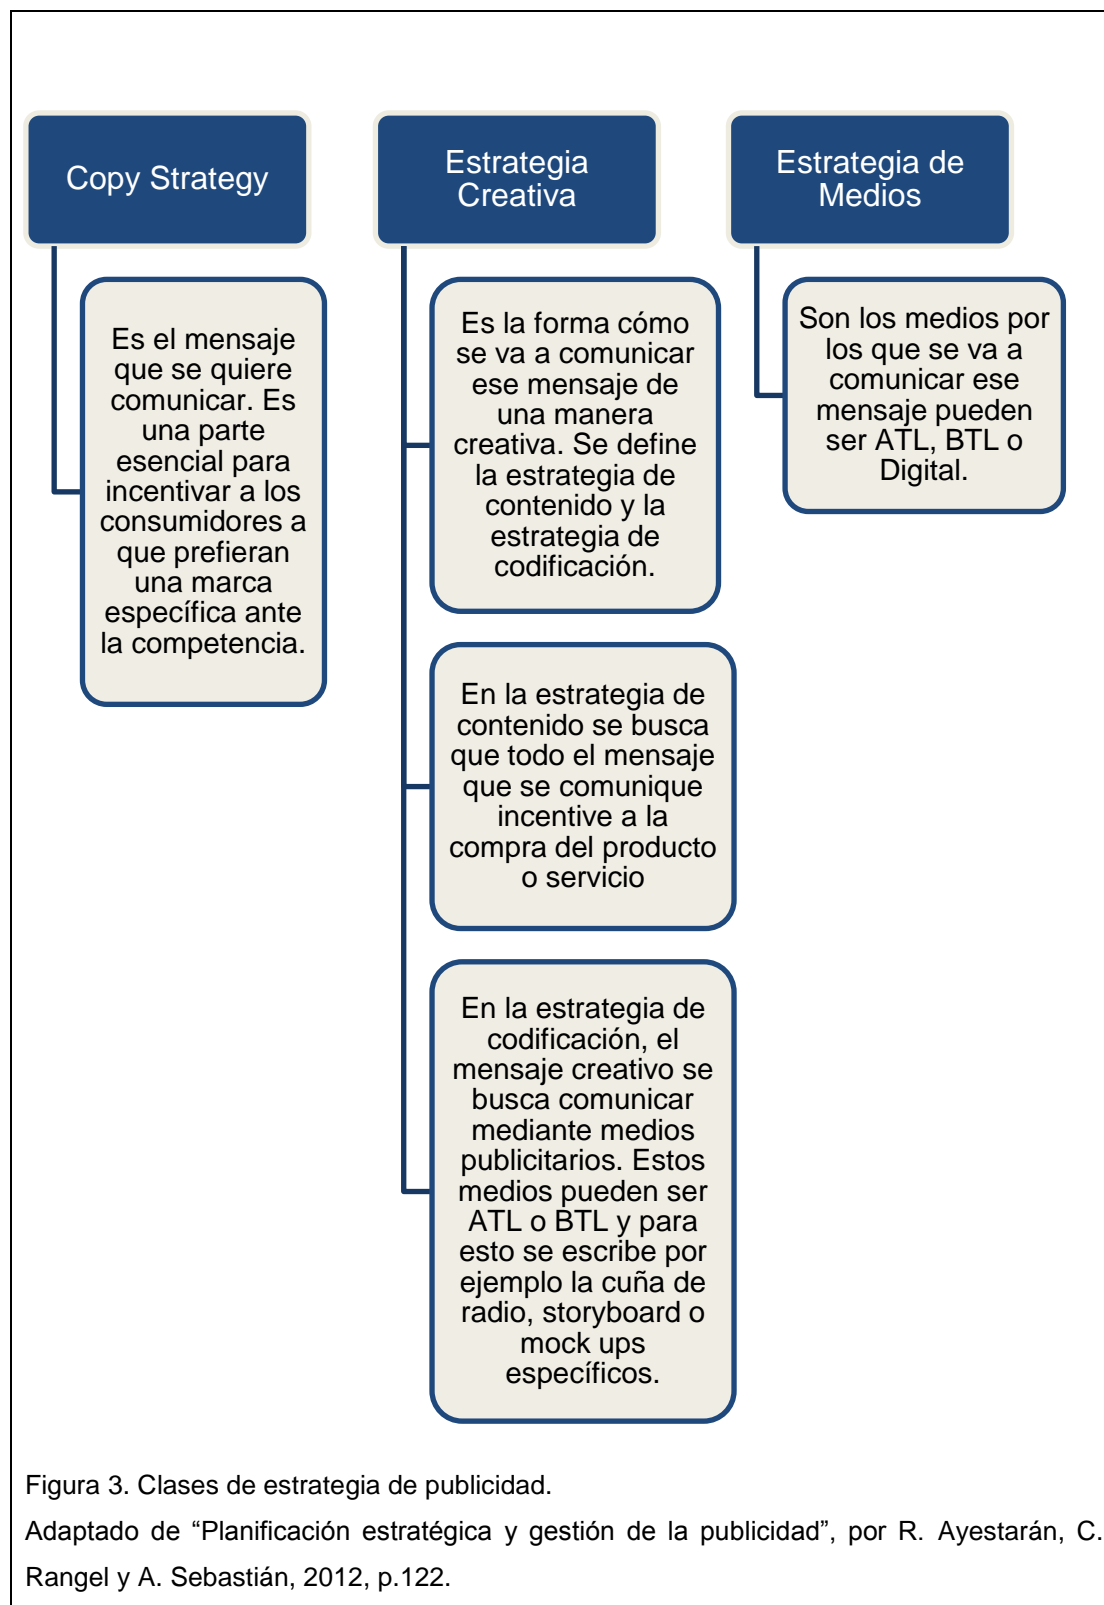 Copy Strategy
Es el mensaje
que se quiere
comunicar. Es
una parte
esencial para
incentivar a los
consumidores a
que prefieran
una marca
específica ante
la competencia.
Estrategia
Creativa
Es la forma cómo
se va a comunicar
ese mensaje de
una manera
creativa. Se define
la estrategia de
contenido y la
estrategia de
codificación.
En la estrategia de
contenido se busca
que todo el mensaje
que se comunique
incentive a la
compra del producto
o servicio
En la estrategia de
codificación, el
mensaje creativo se
busca comunicar
mediante medios
publicitarios. Estos
medios pueden ser
ATL o BTL y para
esto se escribe por
ejemplo la cuña de
radio, storyboard o
mock ups
específicos.
Estrategia de
Medios
Son los medios por
los que se va a
comunicar ese
mensaje pueden
ser ATL, BTL o
Digital.
Figura 3. Clases de estrategia de publicidad.
Adaptado de “Planificación estratégica y gestión de la publicidad”, por R. Ayestarán, C.
Rangel y A. Sebastián, 2012, p.122.